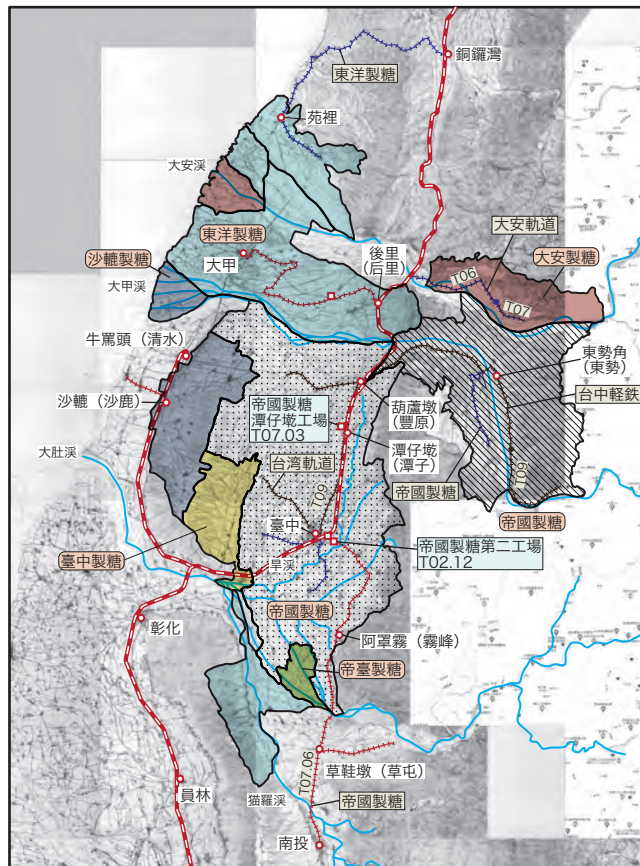 銅鑼灣
東洋製糖
苑裡
大安溪
大安軌道
東洋製糖
後里
(后里)
大安製糖
沙轆製糖
大甲
T06
大甲溪
T07
牛罵頭（清水）
東勢角
(東勢)
沙轆（沙鹿）
葫蘆墩
(豐原)
台中軽鉄
帝國製糖
潭仔墘工場
T07.03
潭仔墘
(潭子)
大肚溪
台湾軌道
帝國製糖
T09
T09
帝國製糖
臺中
臺中製糖
旱溪
帝國製糖第二工場
T02.12
帝國製糖
彰化
阿罩霧（霧峰）
帝臺製糖
草鞋墩（草屯）
T07.06
員林
猫羅溪
帝國製糖
南投